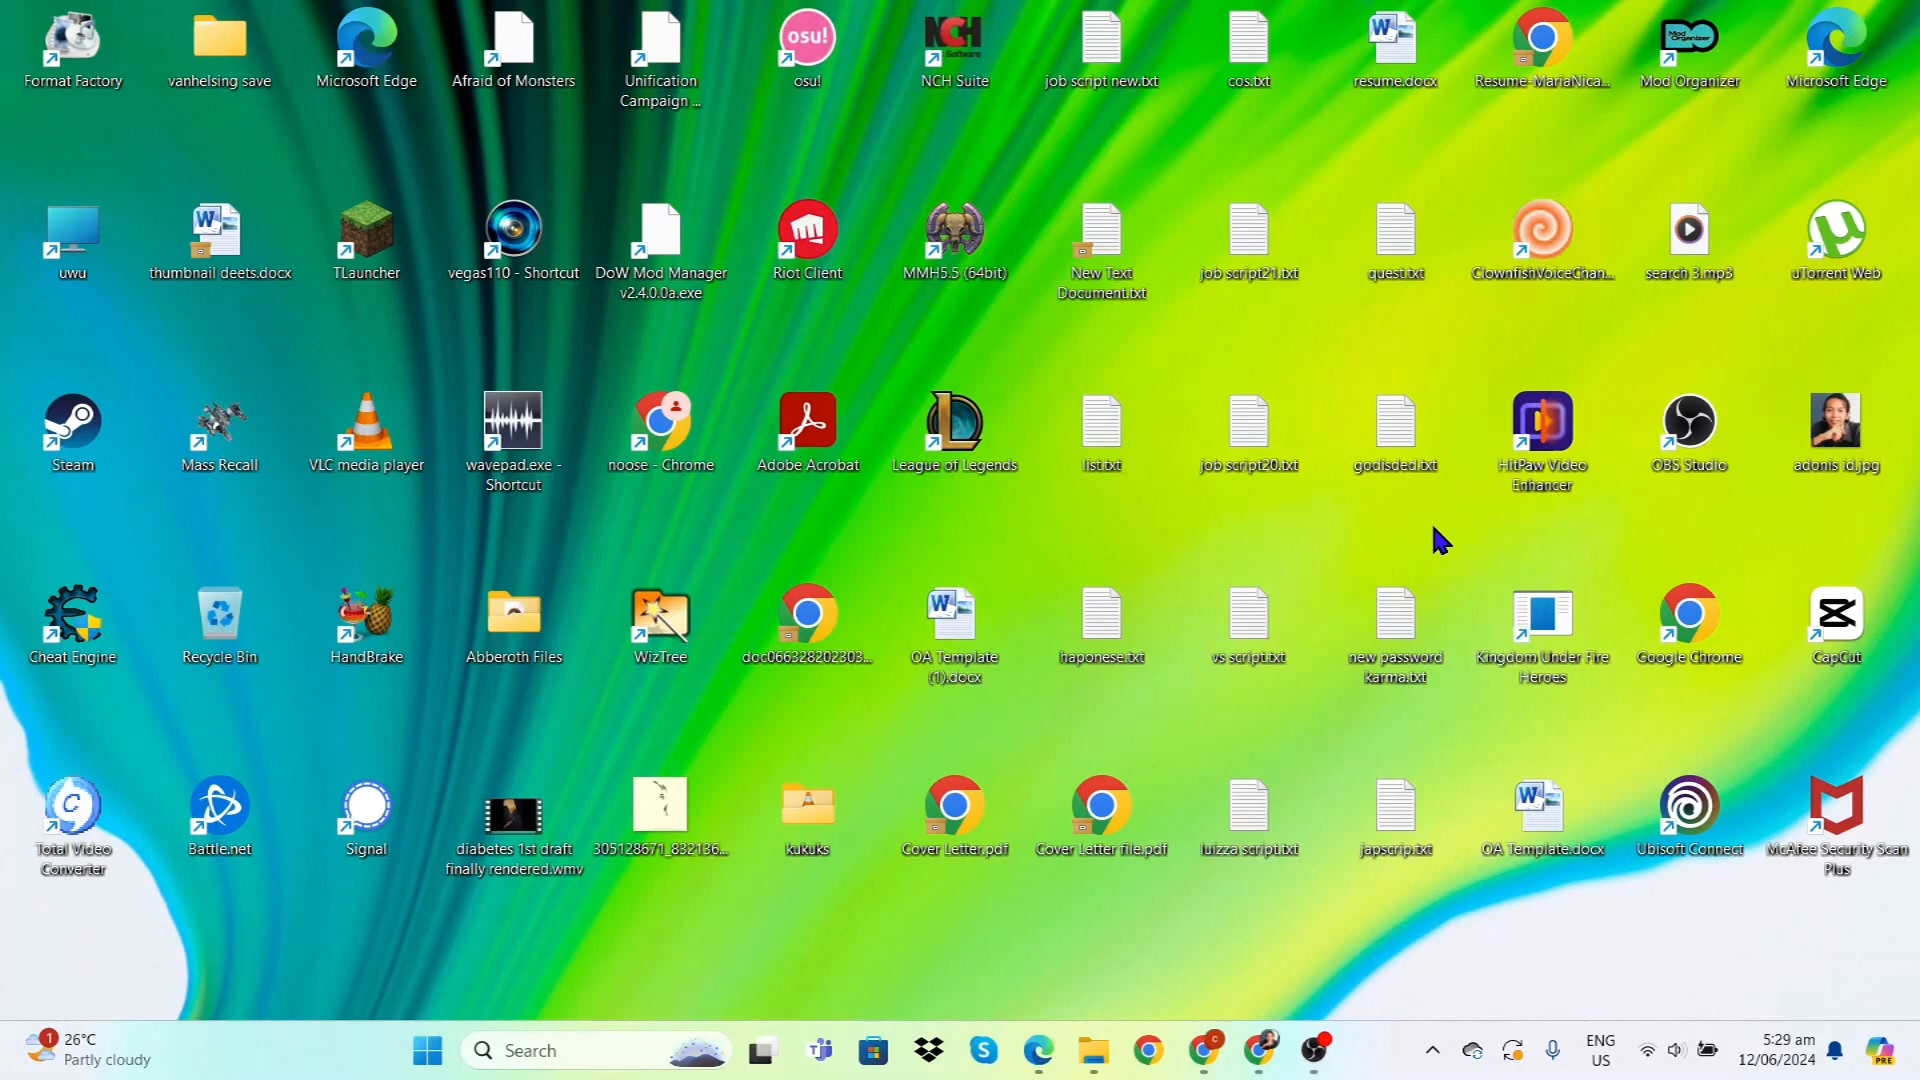 Format Factory
vanhelsing save
Microsoft Edge
Afraid of Monsters
Unification
Campaign ...
osu!
osu!
NCH
Software
NCH Suite
job script new.txt
cos.txt
resume.docx
Resume-MariaNica...
Mod Organizer
Mod Organizer
Microsoft Edge
uwu
thumbnail deets.docx
TLauncher
vegas110 - Shortcut
DoW Mod Manager
v2.4.0.0a.exe
Riot Client
MMH5.5 (64bit)
New Text
Document.txt
job script21.txt
quest.txt
ClownfishVoiceChan...
search 3.mp3
uTorrent Web
Steam
Mass Recall
VLC media player
wavepad.exe -
Shortcut
noose - Chrome
Adobe Acrobat
League of Legends
list.txt
job script20.txt
godisded.txt
HitPaw Video
Enhancer
OBS Studio
adonis id.jpg
Cheat Engine
Recycle Bin
HandBrake
Abberoth Files
WizTree
doc066328202303...
OA Template
(1).docx
haponese.txt
vs script.txt
new password
karma.txt
Kingdom Under Fire
Heroes
Google Chrome
CapCut
Total Video
Converter
Battle.net
Signal
diabetes 1st draft
finally rendered.wmv
305128671_832136...
kukuks
Cover Letter.pdf
Cover Letter file.pdf
luizza script.txt
japscrip.txt
OA Template.docx
Ubisoft Connect
McAfee Security Scan
Plus
1
26°C
Partly cloudy
Search
ENG
US
5:29 am
12/06/2024
PRE